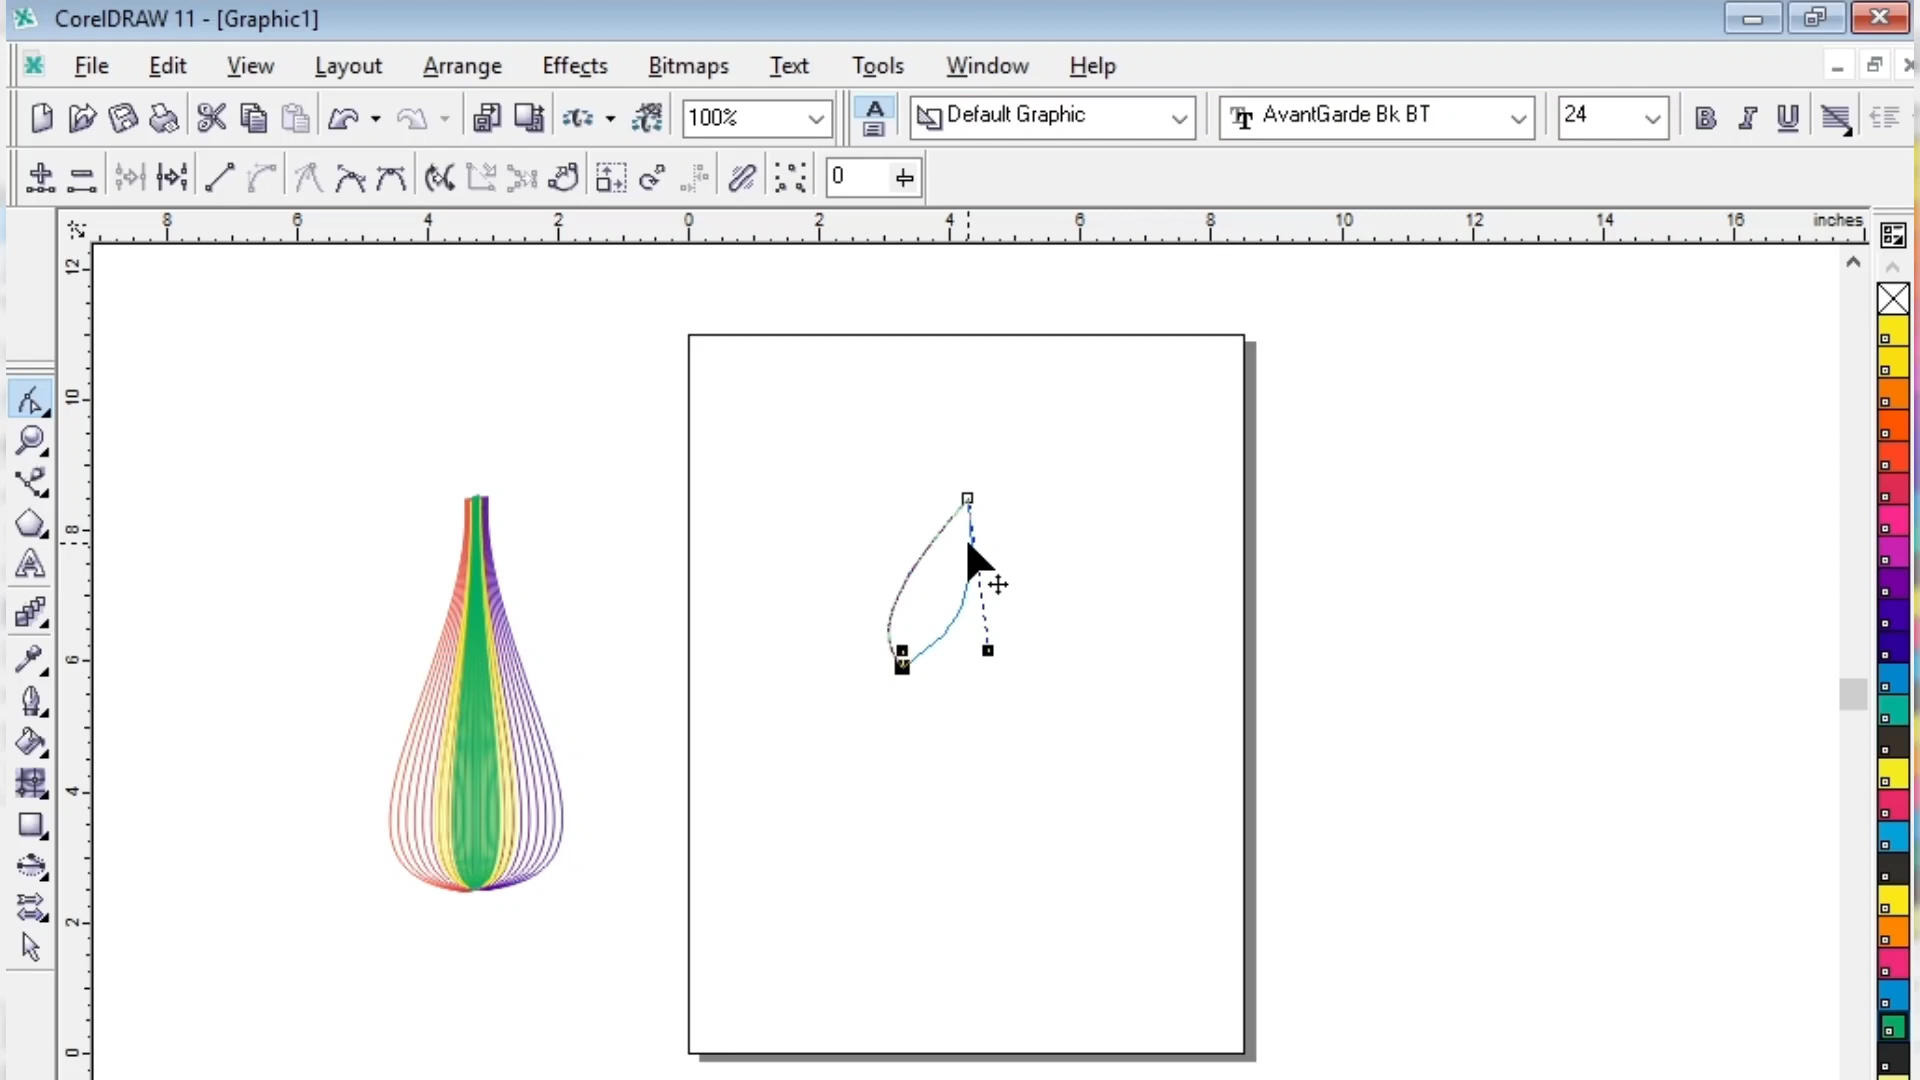 CorelDRAW 11 - [Graphic1]
File Edit View Layout Arrange Effects Bitmaps Text Tools Window Help
100% A Default Graphic AvantGarde Bk BT 24 B I U
0
8 6 4 2 0 2 4 6 8 10 12 14 16 inches
12
10
8
6
4
2
0